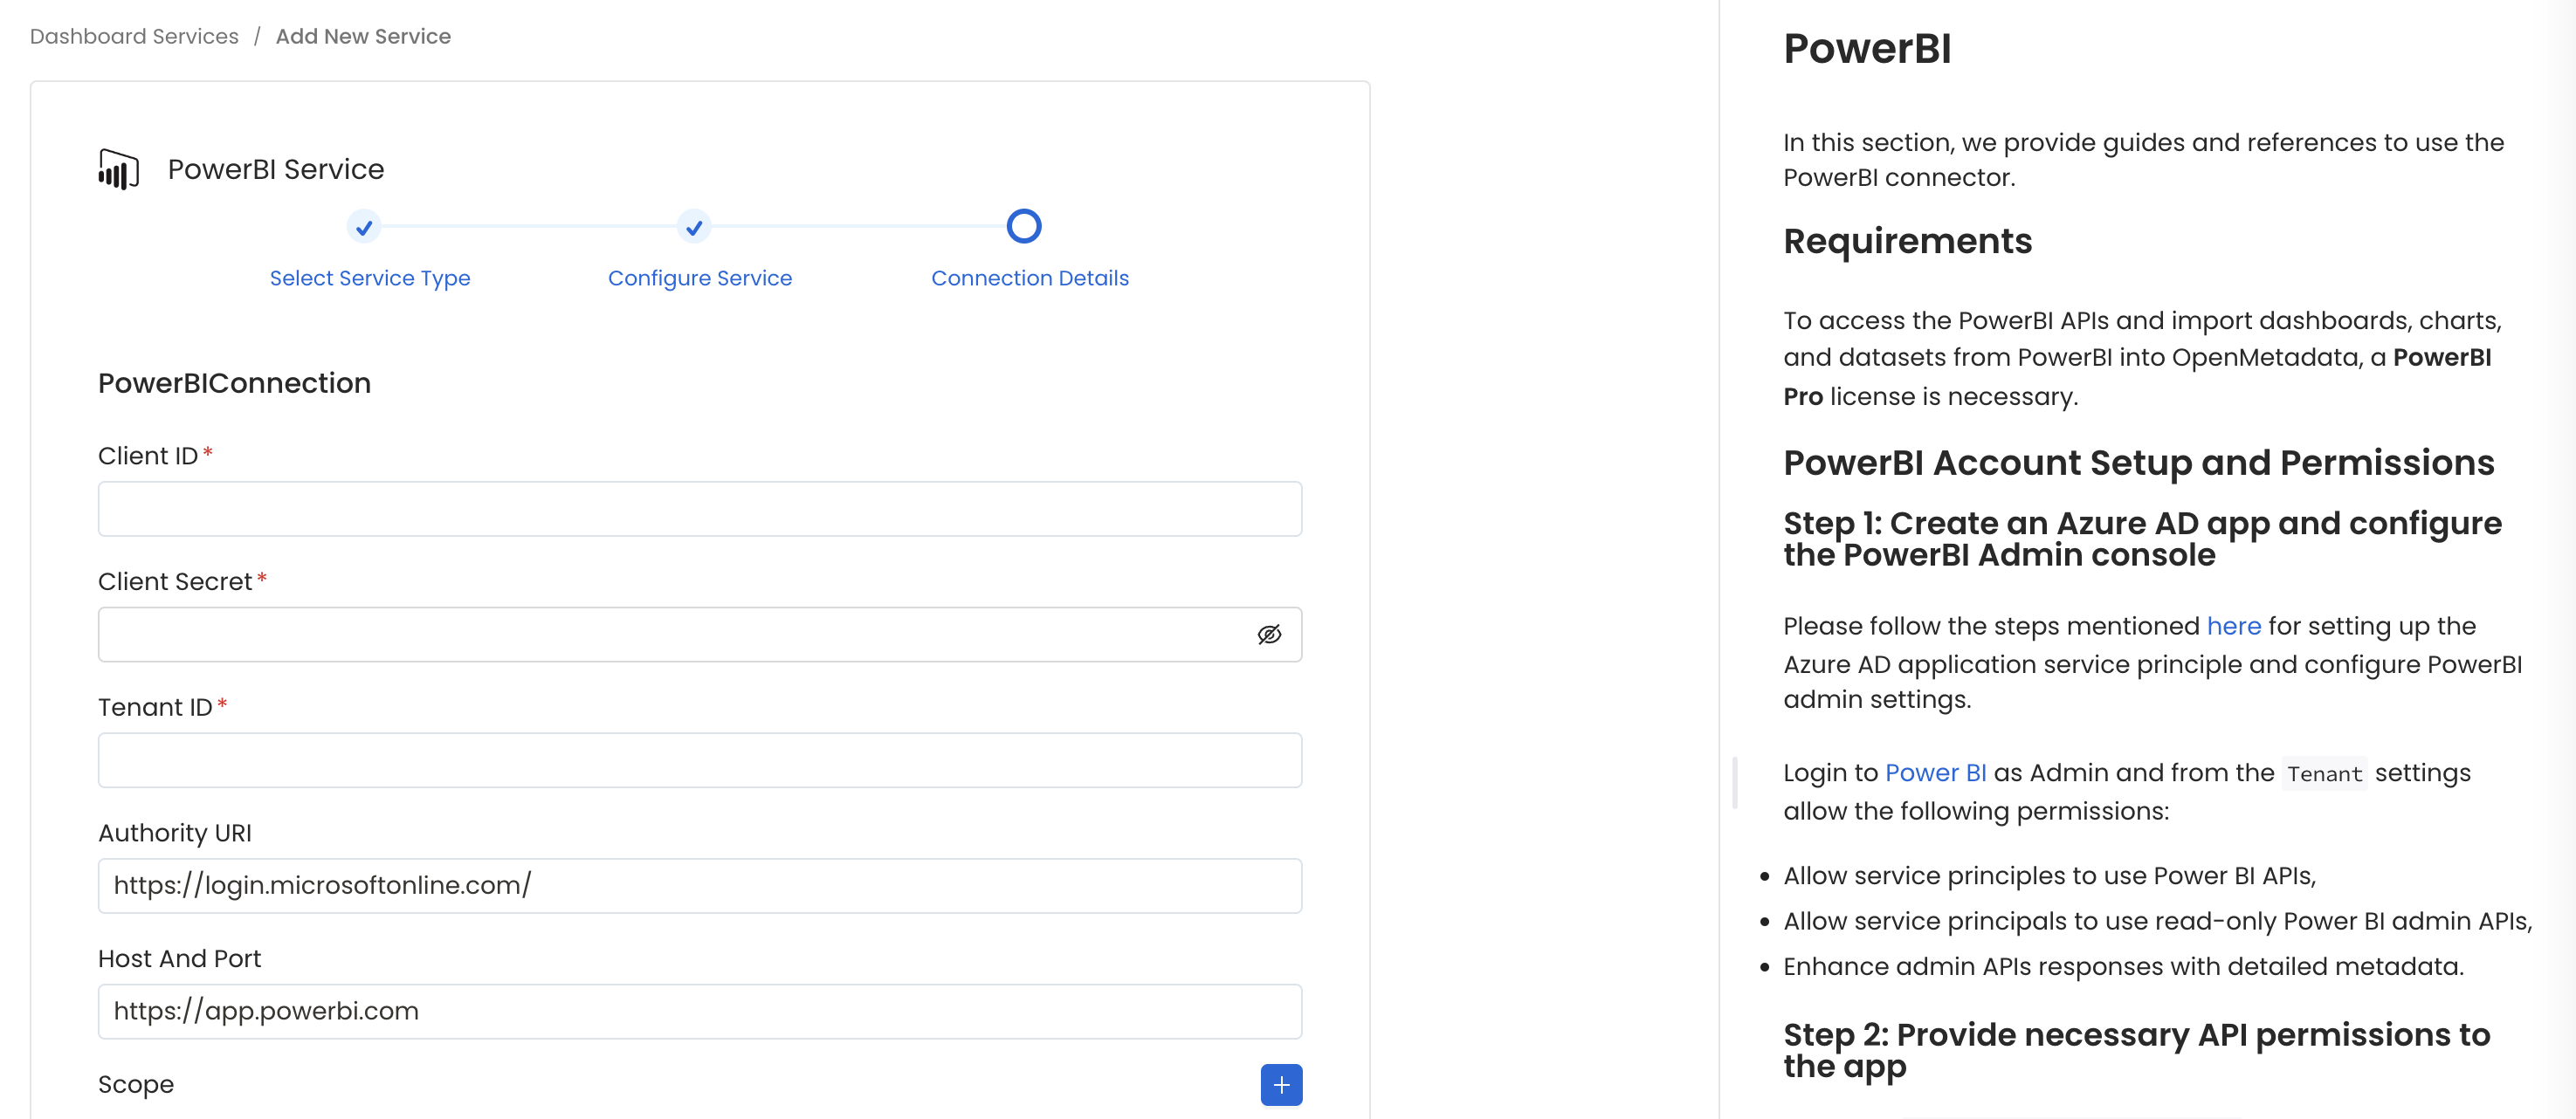 Dashboard Services / Add New Service
PowerBI Service
Select Service Type
Configure Service
Connection Details
PowerBIConnection
Client ID*
Client Secret*
Tenant ID*
Authority URI
https://login.microsoftonline.com/
Host And Port
https://app.powerbi.com
Scope
+
PowerBI
In this section, we provide guides and references to use the
PowerBI connector.
Requirements
To access the PowerBI APIs and import dashboards, charts,
and datasets from PowerBI into OpenMetadata, a PowerBI
Pro license is necessary.
PowerBI Account Setup and Permissions
Step 1: Create an Azure AD app and configure
the PowerBI Admin console
Please follow the steps mentioned here for setting up the
Azure AD application service principle and configure PowerBI
admin settings.
Login to Power BI as Admin and from the Tenant settings
allow the following permissions:
• Allow service principles to use Power BI APIs,
• Allow service principals to use read-only Power BI admin APIs,
• Enhance admin APIs responses with detailed metadata.
Step 2: Provide necessary API permissions to
the app